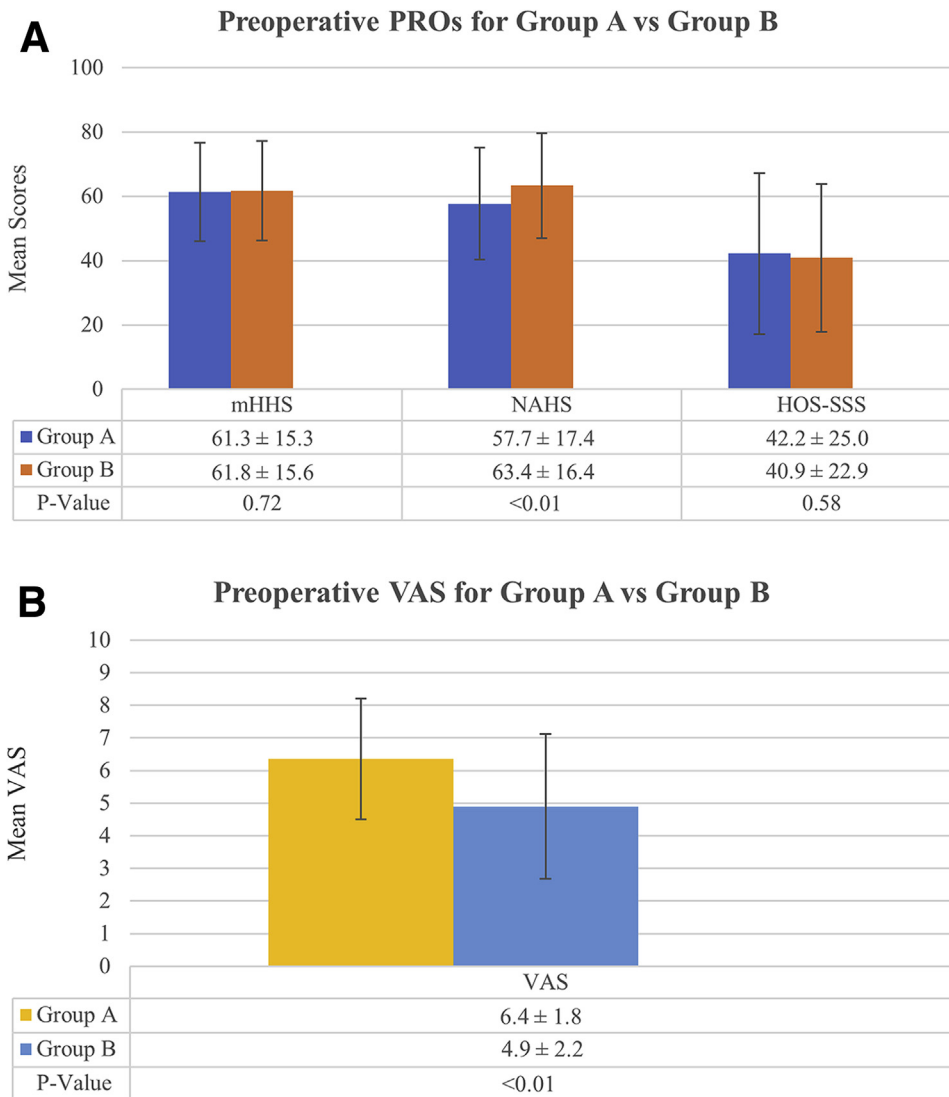 A
Preoperative PROs for Group A vs Group B
Mean Scores
100
80
60
40
20
0
mHHS NAHS HOS-SSS
Group A 61.3 ± 15.3 57.7 ± 17.4 42.2 ± 25.0
Group B 61.8 ± 15.6 63.4 ± 16.4 40.9 ± 22.9
P-Value 0.72 <0.01 0.58
B
Preoperative VAS for Group A vs Group B
Mean VAS
10
9
8
7
6
5
4
3
2
1
0
VAS
Group A 6.4 ± 1.8
Group B 4.9 ± 2.2
P-Value <0.01